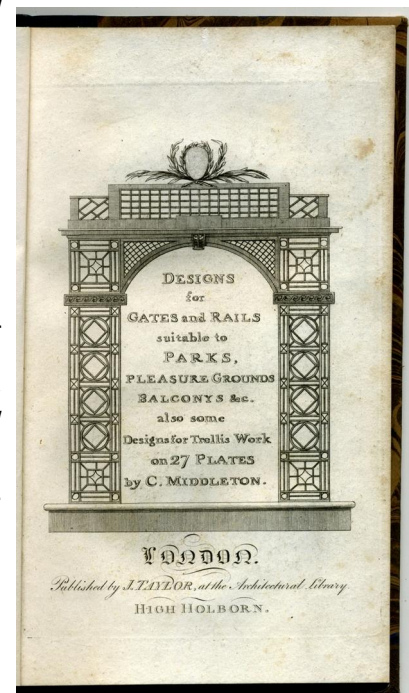 DESIGNS
for
GATES and RAILS
suitable to
PARKS,
PLEASURE GROUNDS
BALCONYS &c.
also some
Designs for Trellis Work
on 27 PLATES
by C. MIDDLETON.
LONDON.
Published by J. TAYLOR, at the Architectural Library
HIGH HOLBORN.